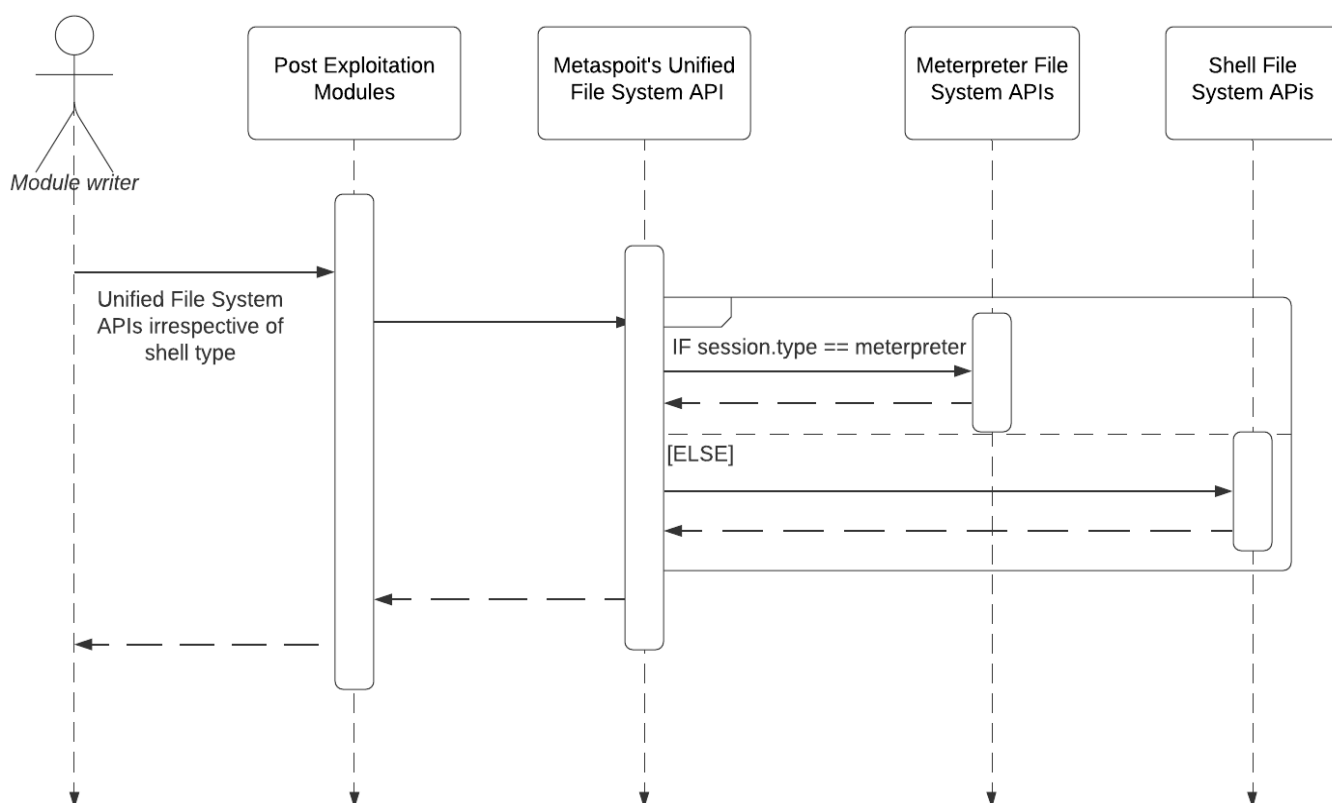 Post Exploitation
Modules
Metaspoit's Unified
File System API
Meterpreter File
System APIs
Shell File
System APis
Module writer
Unified File System
APIs irrespective of
shell type
IF session.type == meterpreter
[ELSE]